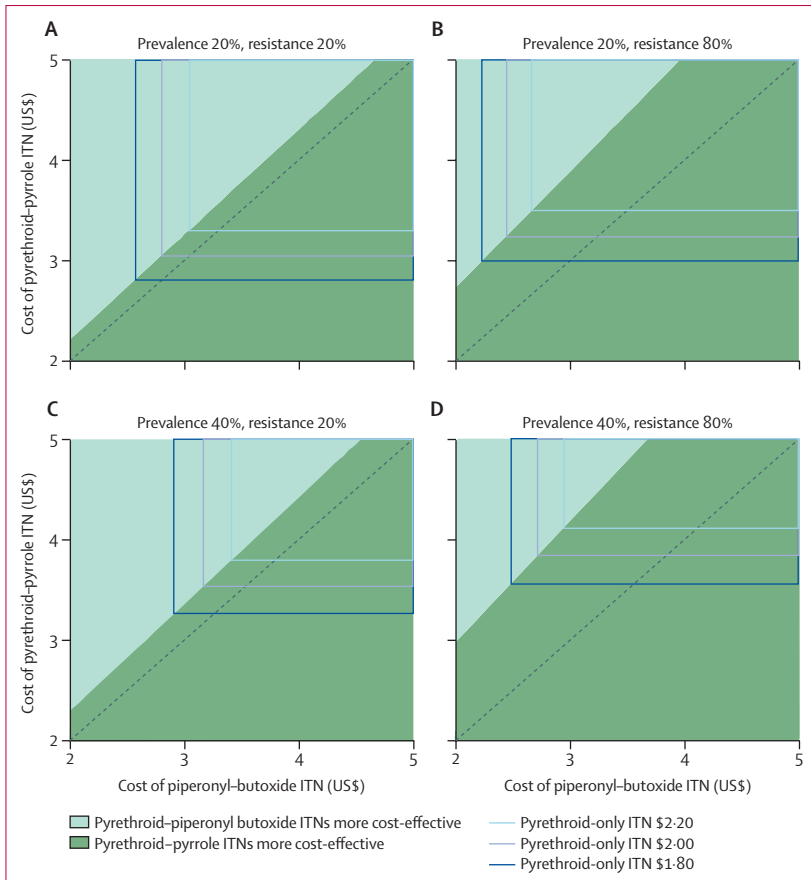 A
Prevalence 20%, resistance 20%
B
Prevalence 20%, resistance 80%
5
4
3
2
Cost of pyrethroid–pyrrole ITN (US$)
2
3
4
5
2
3
4
5
C
Prevalence 40%, resistance 20%
D
Prevalence 40%, resistance 80%
5
4
3
2
Cost of pyrethroid–pyrrole ITN (US$)
2
3
4
5
2
3
4
5
Cost of piperonyl–butoxide ITN (US$)
Cost of piperonyl–butoxide ITN (US$)
Pyrethroid–piperonyl butoxide ITNs more cost-effective
Pyrethroid–pyrrole ITNs more cost-effective
Pyrethroid-only ITN $2·20
Pyrethroid-only ITN $2·00
Pyrethroid-only ITN $1·80